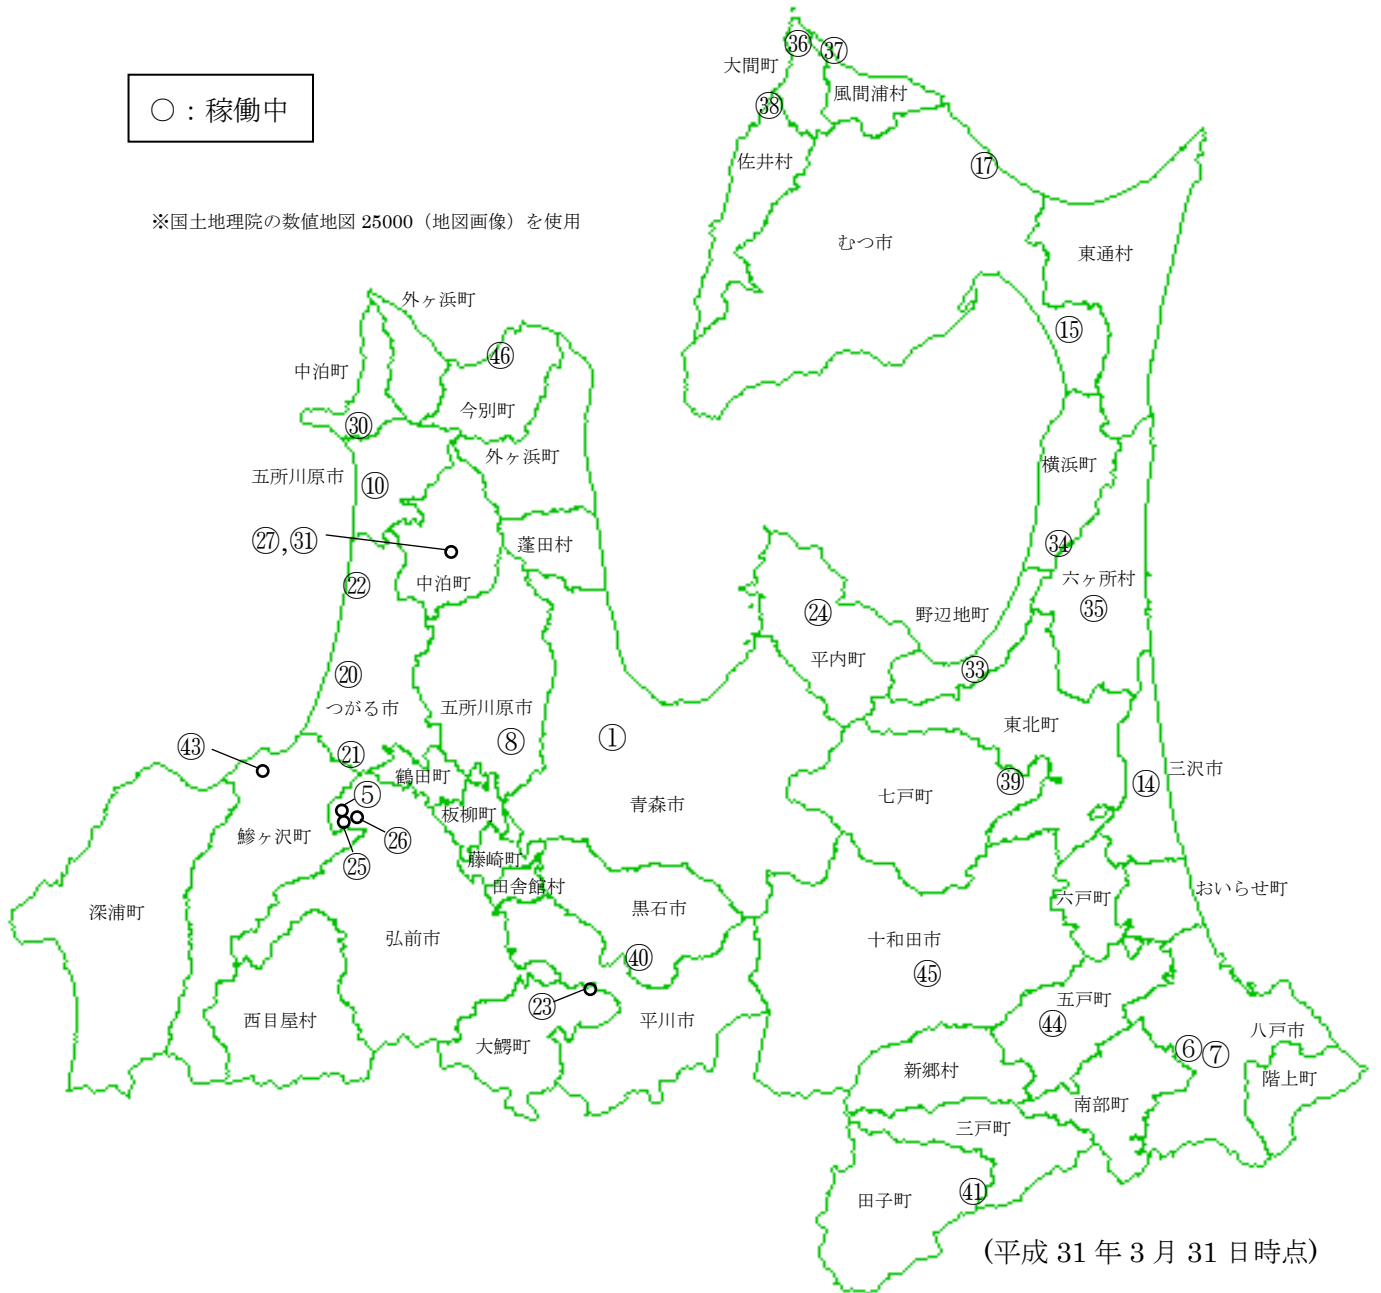 ㊱
㊲
大間町
○：稼働中
㊳
風間浦村
佐井村
⑰
※国土地理院の数値地図 25000（地図画像）を使用
むつ市
東通村
外ヶ浜町
⑮
㊻
中泊町
今別町
㉚
外ヶ浜町
横浜町
五所川原市
⑩
㉗,㉛
蓬田村
㉞
中泊町
六ヶ所村
㉒
㉟
㉔
野辺地町
平内町
㉝
⑳
つがる市
五所川原市
東北町
㊸
㉑
⑧
①
鶴田町
三沢市
㊴
⑭
⑤
七戸町
青森市
板柳町
鰺ヶ沢町
㉖
㉕
藤崎町
田舎館村
おいらせ町
六戸町
深浦町
黒石市
弘前市
十和田市
㊵
㊺
五戸町
㉓
西目屋村
平川市
㊹
八戸市
大鰐町
⑥⑦
新郷村
階上町
南部町
三戸町
㊶
田子町
(平成 31 年 3 月 31 日時点)